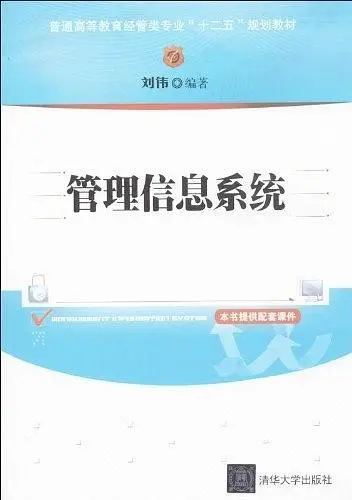 普通高等教育经管类专业“十二五”规划教材
刘伟◎编著
管理信息系统
本书提供配套课件
清华大学出版社